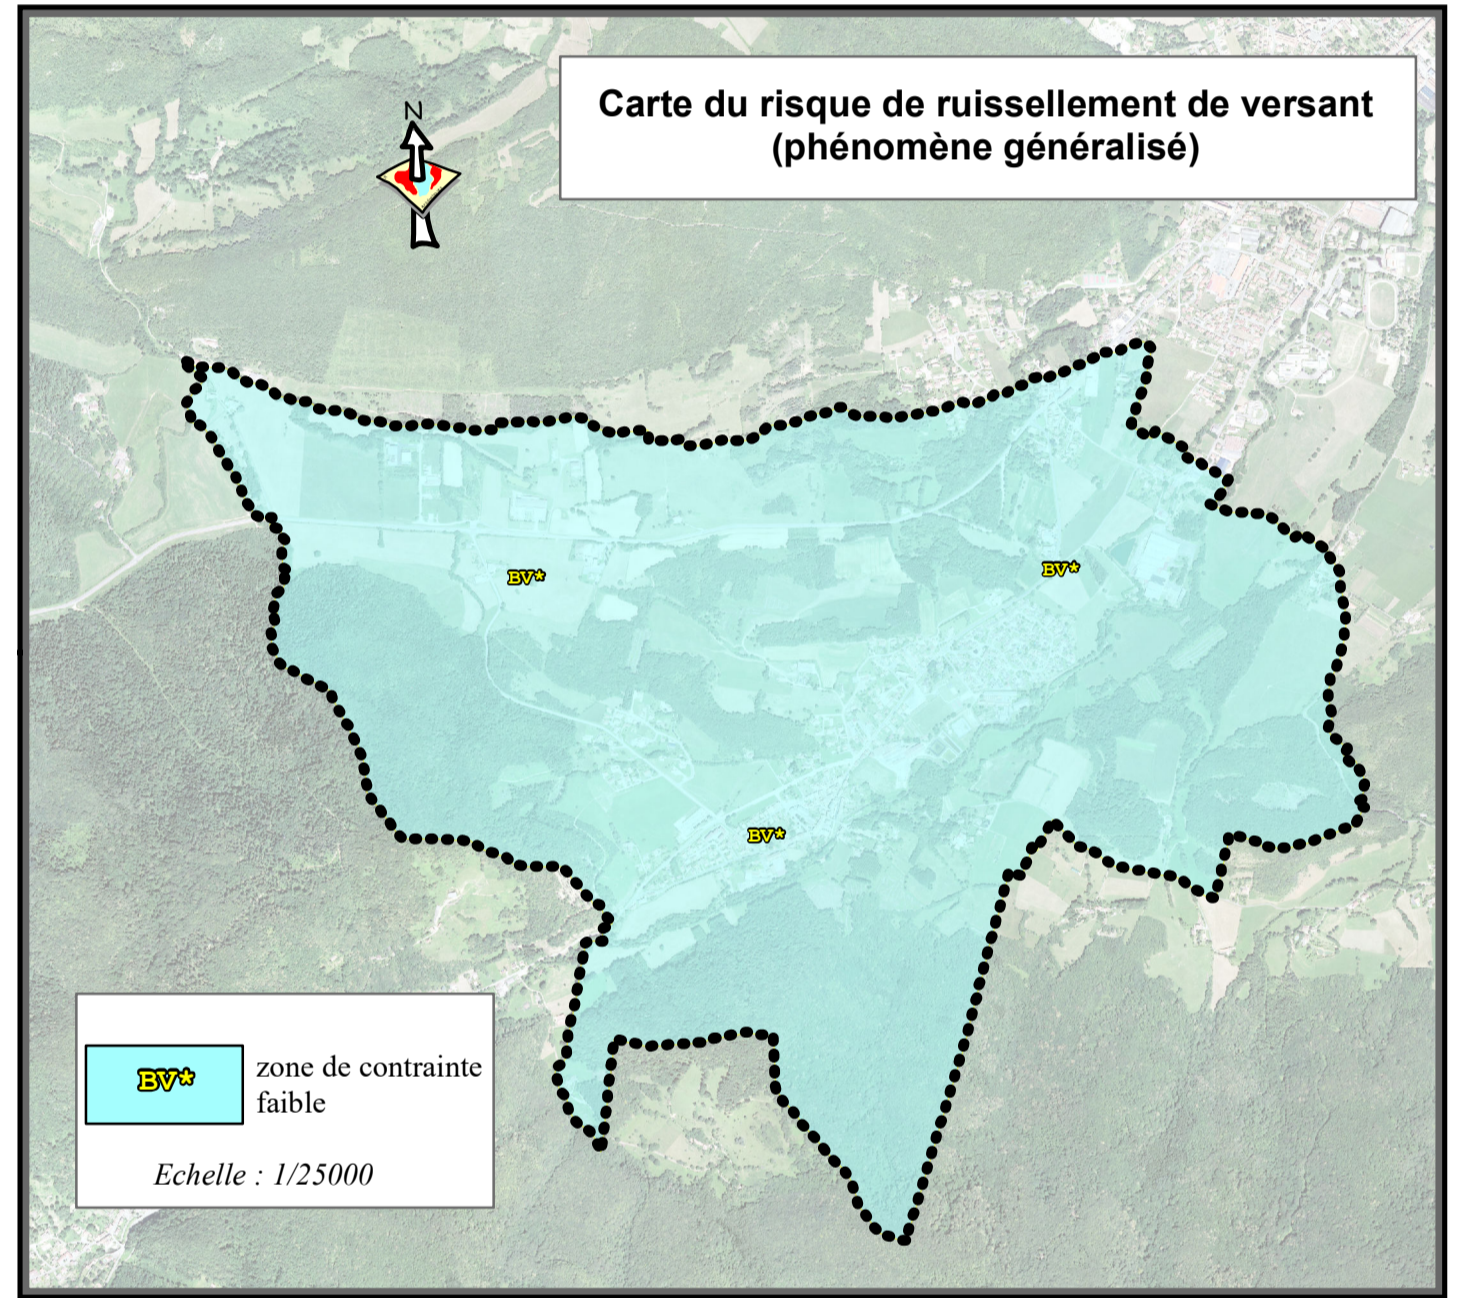 Carte du risque de ruissellement de versant
(phénomène généralisé)
N
BV*
BV*
BV*
BV*
zone de contrainte
faible
Echelle : 1/25000